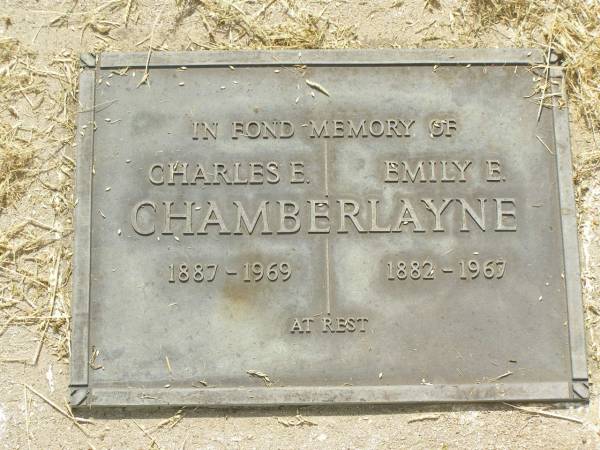 IN FOND MEMORY OF
CHARLES E. EMILY E.
CHAMBERLAYNE
1887 - 1969 1882 - 1967
AT REST